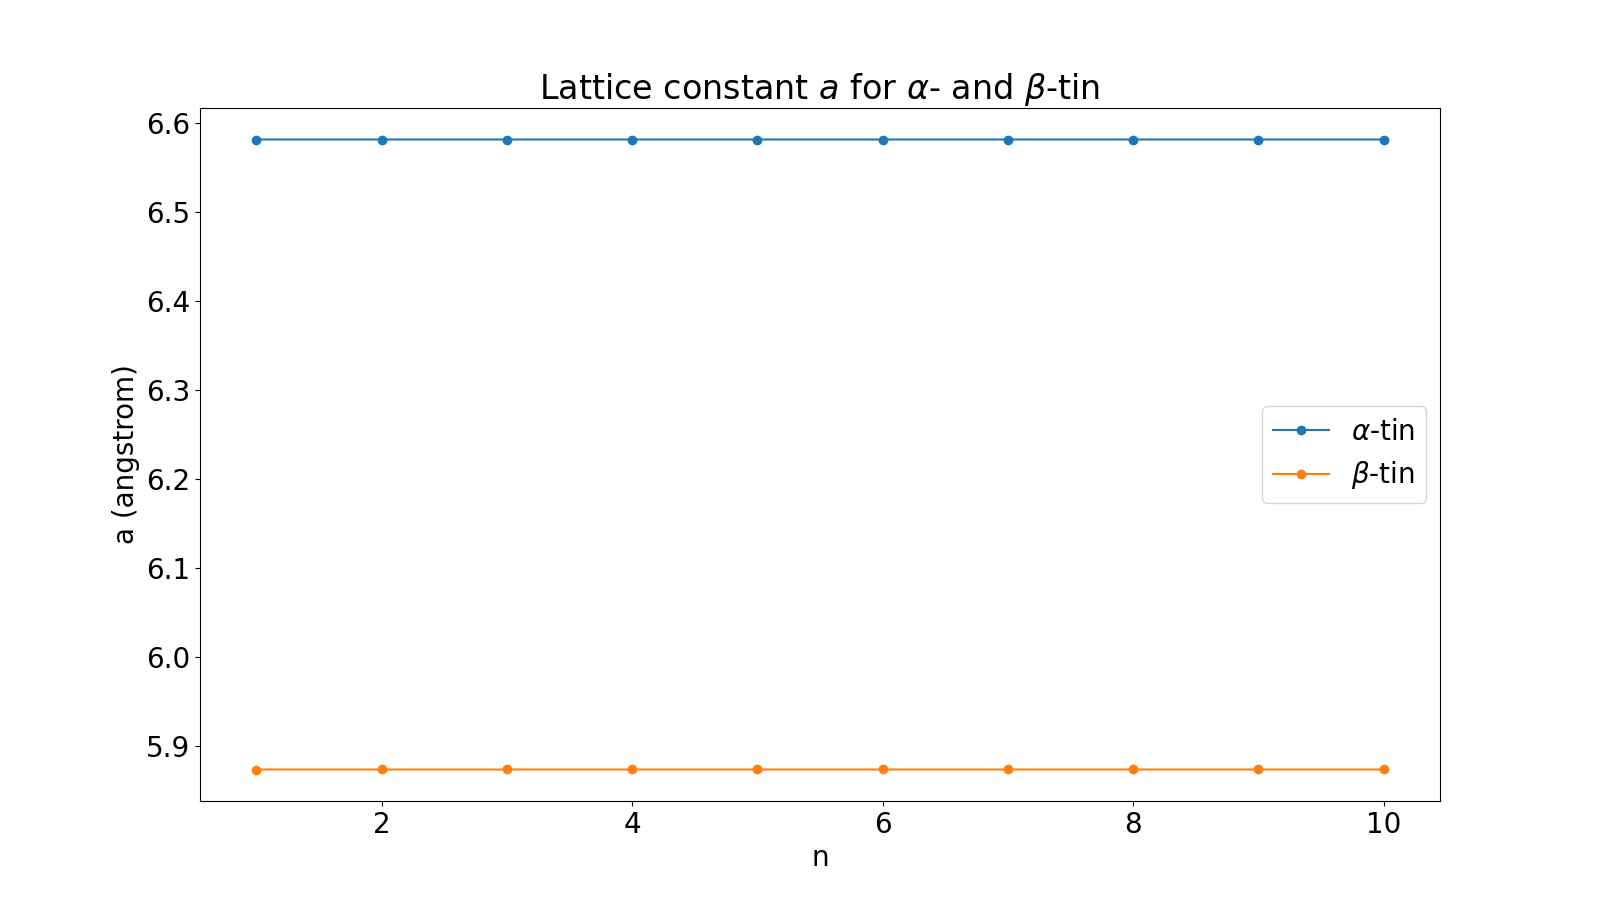 Lattice constant a for α- and β-tin
6.6
6.5
6.4
6.3
6.2
6.1
6.0
5.9
a (angstrom)
α-tin
β-tin
2 4 6 8 10
n